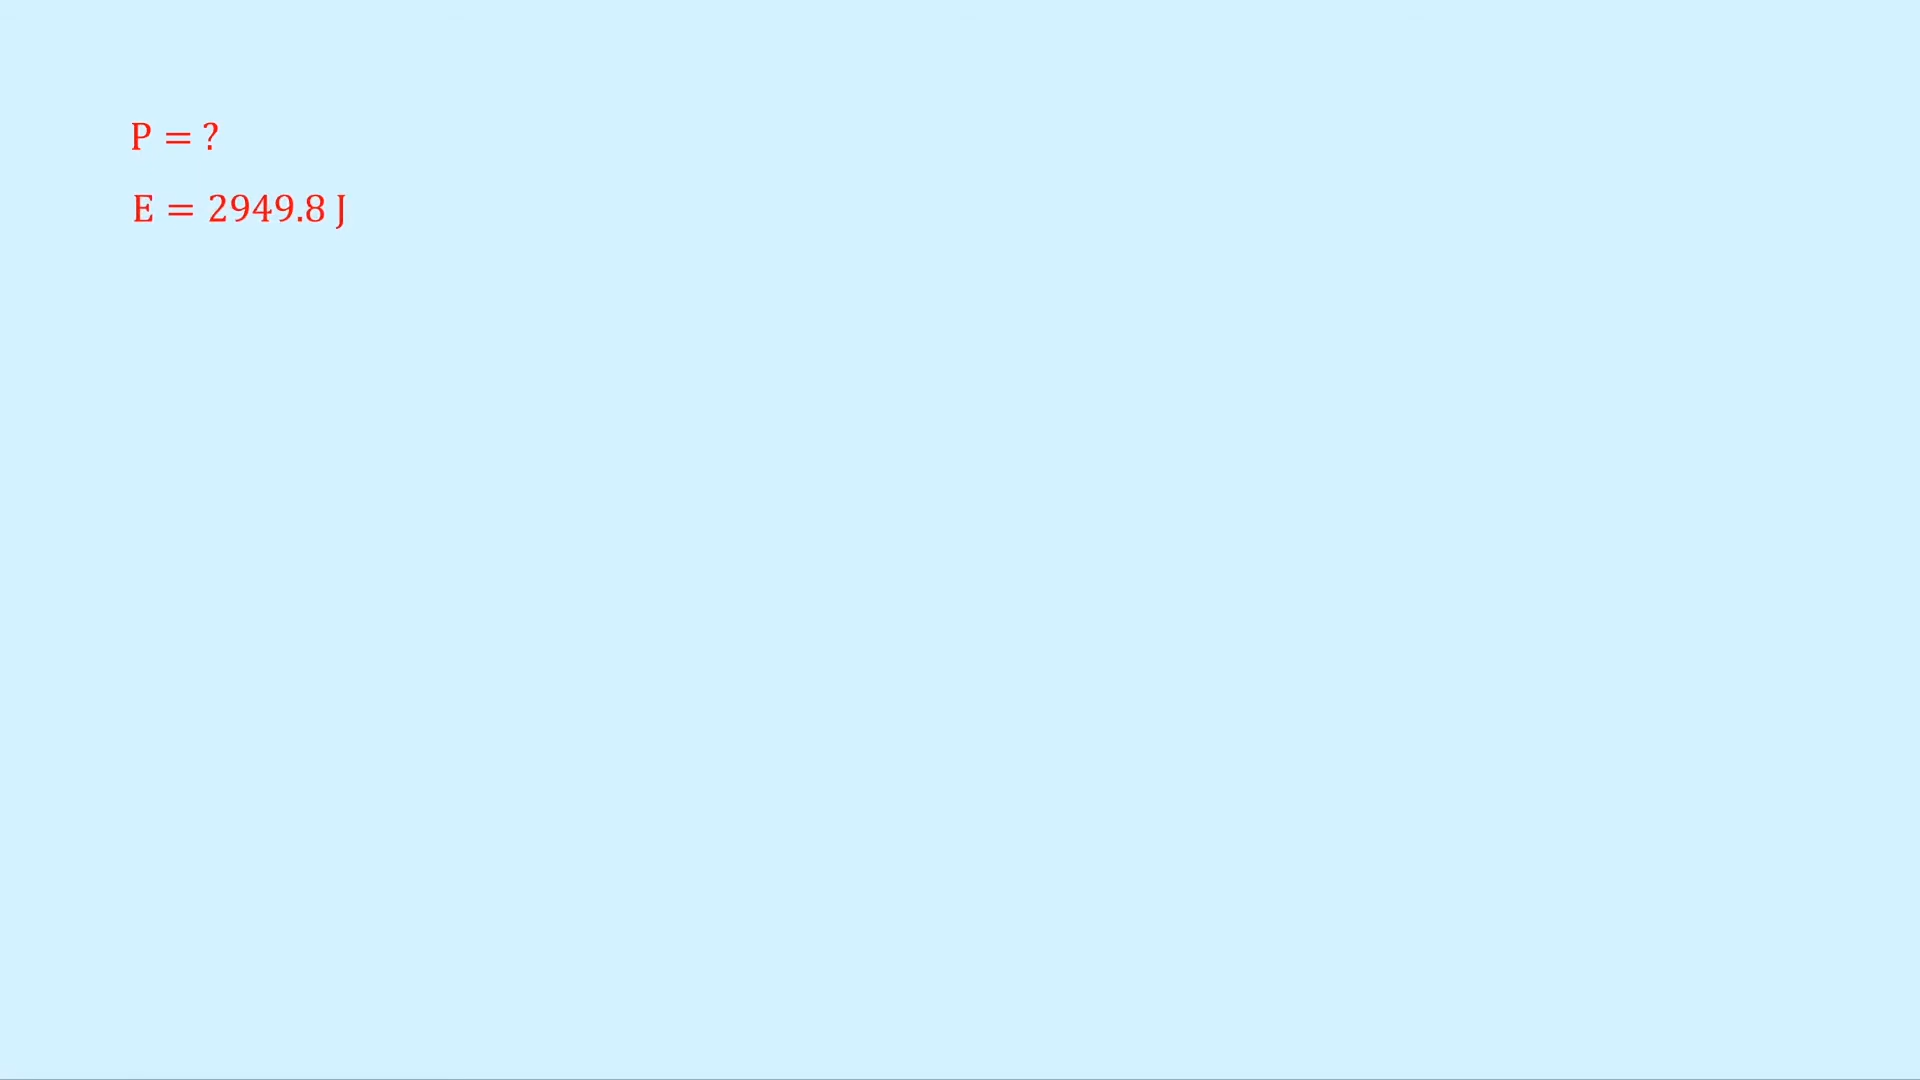 P = ?
E = 2949.8 J